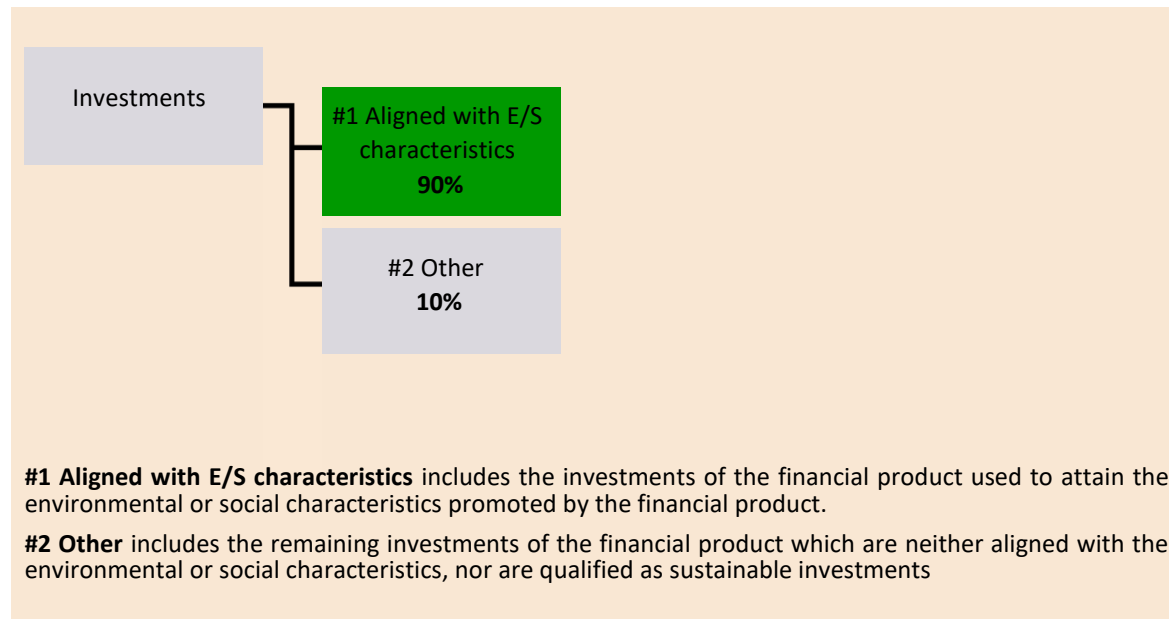 Investments
#1 Aligned with E/S
characteristics
90%
#2 Other
10%
#1 Aligned with E/S characteristics includes the investments of the financial product used to attain the
environmental or social characteristics promoted by the financial product.
#2 Other includes the remaining investments of the financial product which are neither aligned with the
environmental or social characteristics, nor are qualified as sustainable investments